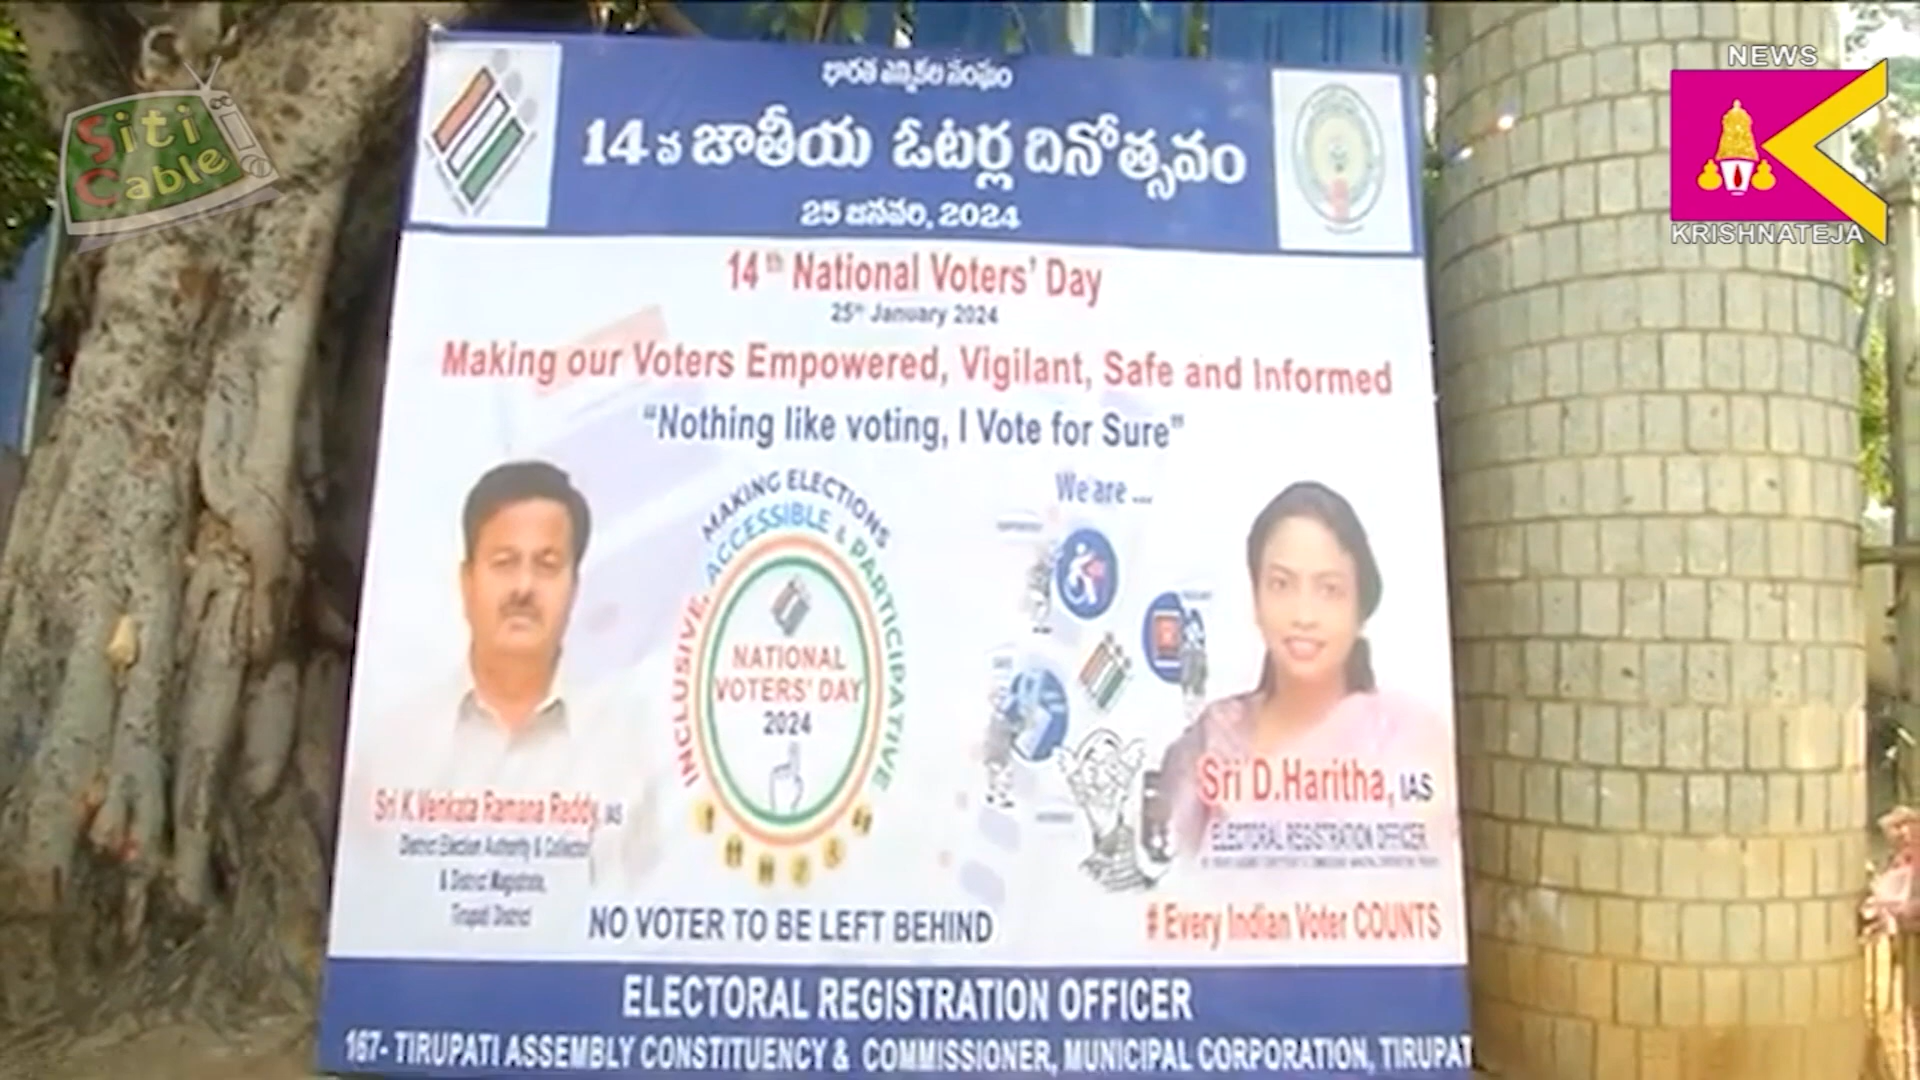 Siti
Cable
NEWS
KRISHNATEJA
భారత ఎన్నికల సంఘం
14వ జాతీయ ఓటర్ల దినోత్సవం
25 జనవరి, 2024
14th National Voters' Day
25th January 2024
Making our Voters Empowered, Vigilant, Safe and Informed
"Nothing like voting, I Vote for Sure"
MAKING ELECTIONS
INCLUSIVE, ACCESSIBLE & PARTICIPATIVE
NATIONAL
VOTERS' DAY
2024
We are ...
Sri K.Venkata Ramana Reddy, IAS
District Election Authority & Collector
& District Magistrate,
Tirupati District
Sri D.Haritha, IAS
ELECTORAL REGISTRATION OFFICER
NO VOTER TO BE LEFT BEHIND
# Every Indian Voter COUNTS
ELECTORAL REGISTRATION OFFICER
167- TIRUPATI ASSEMBLY CONSTITUENCY & COMMISSIONER, MUNICIPAL CORPORATION, TIRUPAT